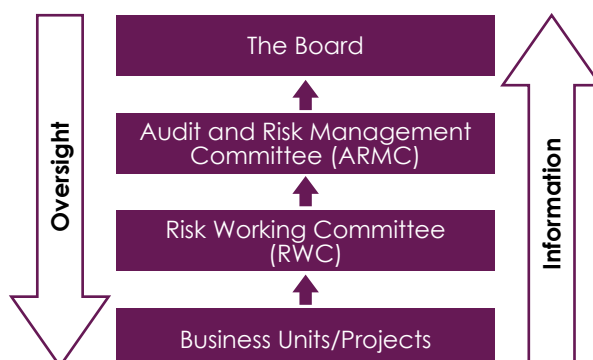 The Board
Audit and Risk Management
Committee (ARMC)
Risk Working Committee
(RWC)
Business Units/Projects
Oversight
Information